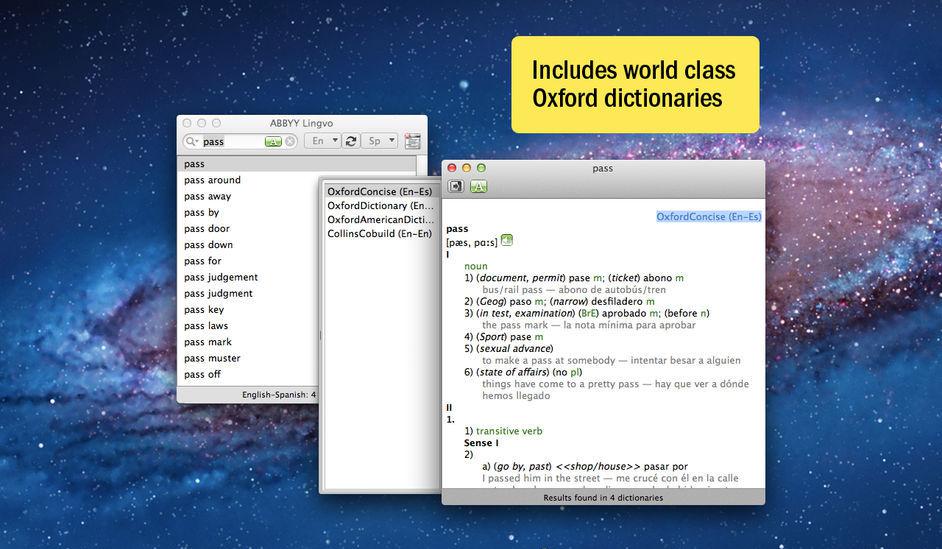 Includes world class
Oxford dictionaries
ABBYY Lingvo
pass
En
Sp
pass
pass around
pass away
pass by
pass door
pass down
pass for
pass judgement
pass judgment
pass key
pass laws
pass mark
pass muster
pass off
English-Spanish: 4
OxfordConcise (En-Es)
OxfordDictionary (En...
OxfordAmericanDicti...
CollinsCobuild (En-En)
pass
OxfordConcise (En-Es)
pass
[pæs, pɑːs]
I
noun
1) (document, permit) pase m; (ticket) abono m
bus/rail pass — abono de autobús/tren
2) (Geog) paso m; (narrow) desfiladero m
3) (in test, examination) (BrE) aprobado m; (before n)
the pass mark — la nota mínima para aprobar
4) (Sport) pase m
5) (sexual advance)
to make a pass at somebody — intentar besar a alguien
6) (state of affairs) (no pl)
things have come to a pretty pass — hay que ver a dónde
hemos llegado
II
1.
1) transitive verb
Sense I
2)
a) (go by, past) <<shop/house>> pasar por
I passed him in the street — me crucé con él en la calle
Results found in 4 dictionaries